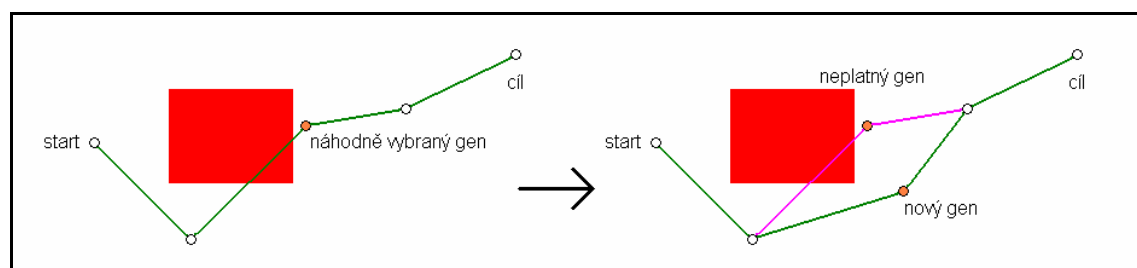 start
náhodně vybraný gen
cíl
start
neplatný gen
nový gen
cíl